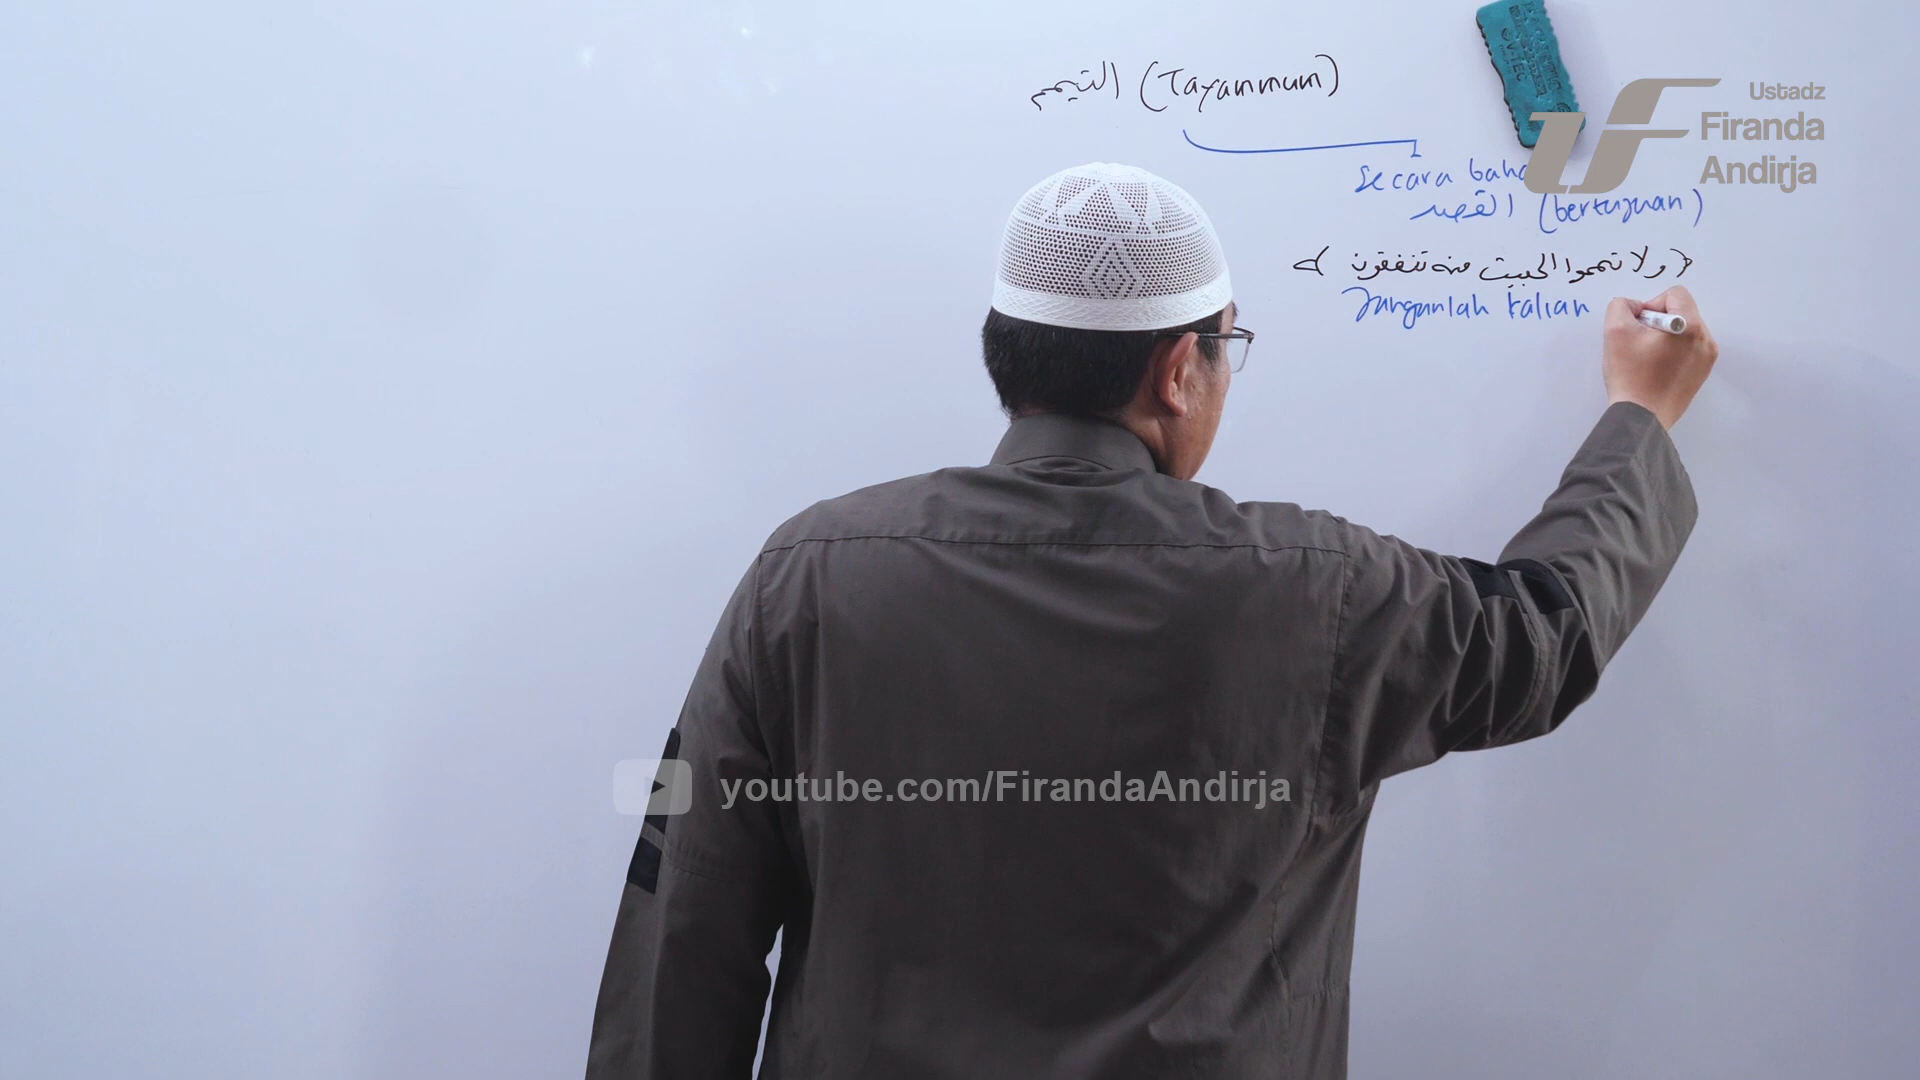 التيمم (Tayammum)
Secara baha
القصد (bertujuan)
﴿ ولا تيمموا الخبيث منه تنفقون ﴾
Janganlah kalian
Ustadz
Firanda
Andirja
youtube.com/FirandaAndirja